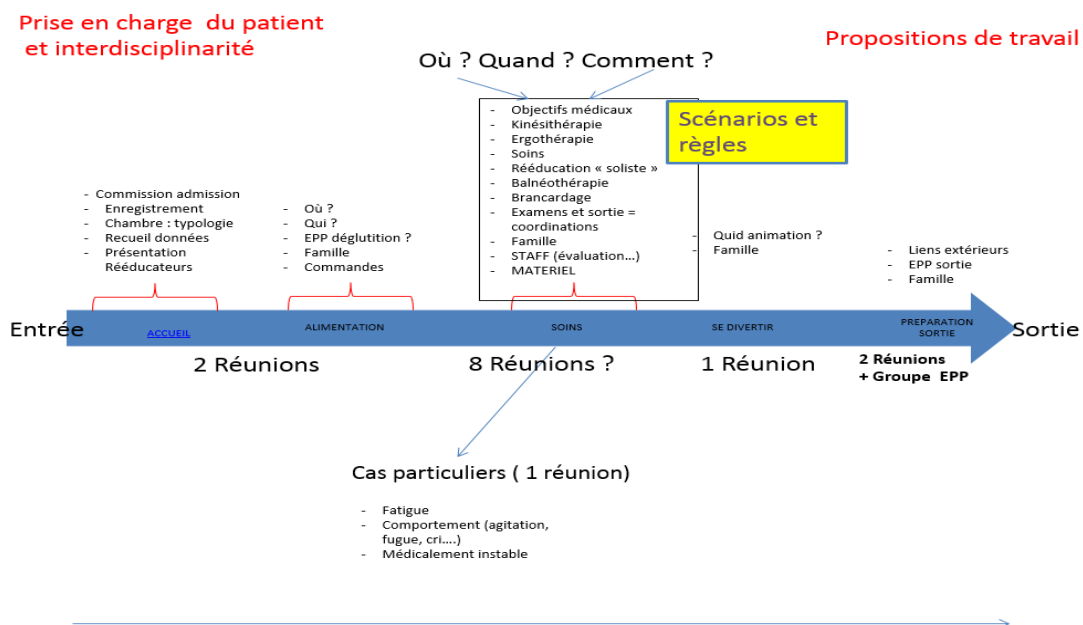 Prise en charge  du patient
et interdisciplinarité
Propositions de travail
Où ? Quand ? Comment ?
- Objectifs médicaux
- Kinésithérapie
- Ergothérapie
- Soins
- Rééducation « soliste »
- Balnéothérapie
- Brancardage
- Examens et sortie =
coordinations
- Famille
- STAFF (évaluation...)
- MATERIEL
Scénarios et
règles
- Commission admission
- Enregistrement
- Chambre : typologie
- Recueil données
- Présentation
Rééducateurs
- Où ?
- Qui ?
- EPP déglutition ?
- Famille
- Commandes
- Quid animation ?
- Famille
- Liens extérieurs
- EPP sortie
- Famille
Entrée
ACCUEIL
ALIMENTATION
SOINS
SE DIVERTIR
PREPARATION
SORTIE
Sortie
2 Réunions
8 Réunions ?
1 Réunion
2 Réunions
+ Groupe  EPP
Cas particuliers ( 1 réunion)
- Fatigue
- Comportement (agitation,
fugue, cri....)
- Médicalement instable